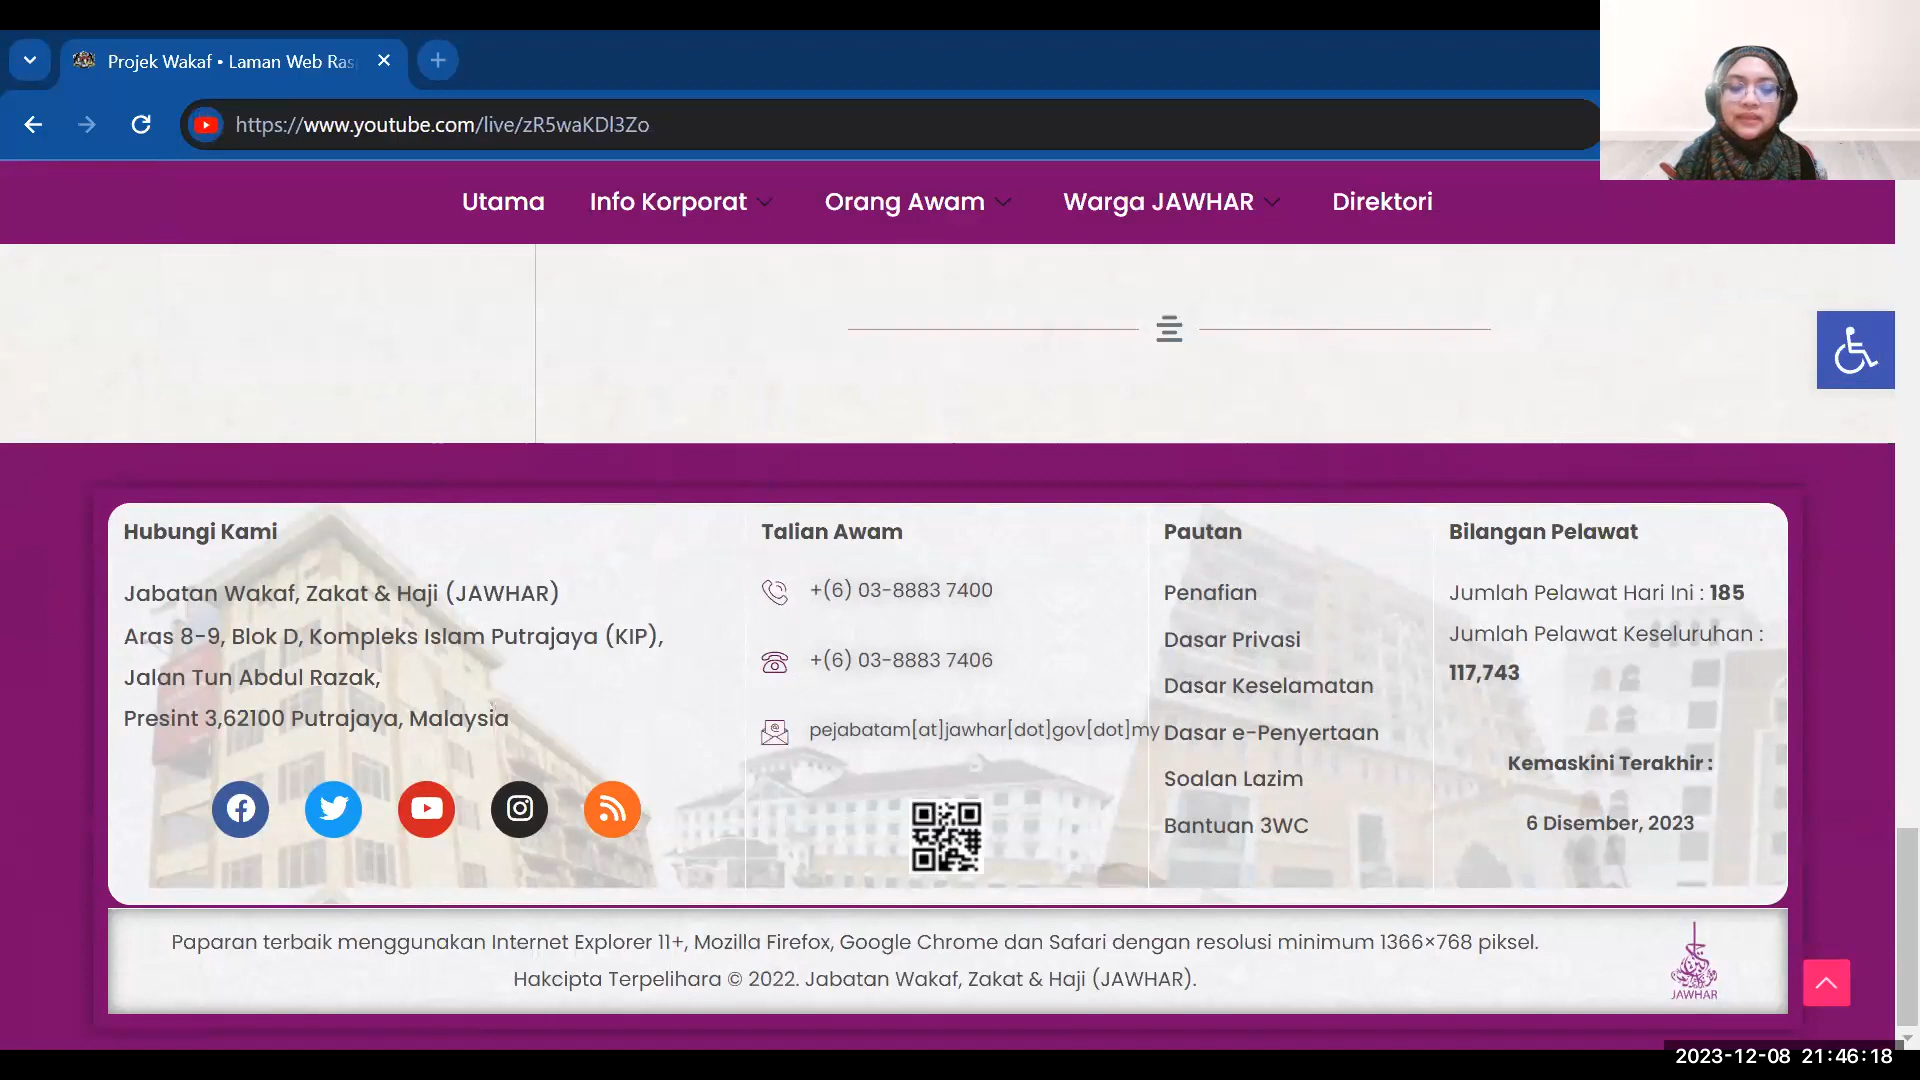 Projek Wakaf • Laman Web Ras
https://www.youtube.com/live/zR5waKDl3Zo
Utama
Info Korporat
Orang Awam
Warga JAWHAR
Direktori
Hubungi Kami
Jabatan Wakaf, Zakat & Haji (JAWHAR)
Aras 8-9, Blok D, Kompleks Islam Putrajaya (KIP),
Jalan Tun Abdul Razak,
Presint 3,62100 Putrajaya, Malaysia
Talian Awam
+(6) 03-8883 7400
+(6) 03-8883 7406
pejabatam[at]jawhar[dot]gov[dot]my
Pautan
Penafian
Dasar Privasi
Dasar Keselamatan
Dasar e-Penyertaan
Soalan Lazim
Bantuan 3WC
Bilangan Pelawat
Jumlah Pelawat Hari Ini : 185
Jumlah Pelawat Keseluruhan :
117,743
Kemaskini Terakhir :
6 Disember, 2023
Paparan terbaik menggunakan Internet Explorer 11+, Mozilla Firefox, Google Chrome dan Safari dengan resolusi minimum 1366×768 piksel.
Hakcipta Terpelihara © 2022. Jabatan Wakaf, Zakat & Haji (JAWHAR).
JAWHAR
2023-12-08 21:46:18